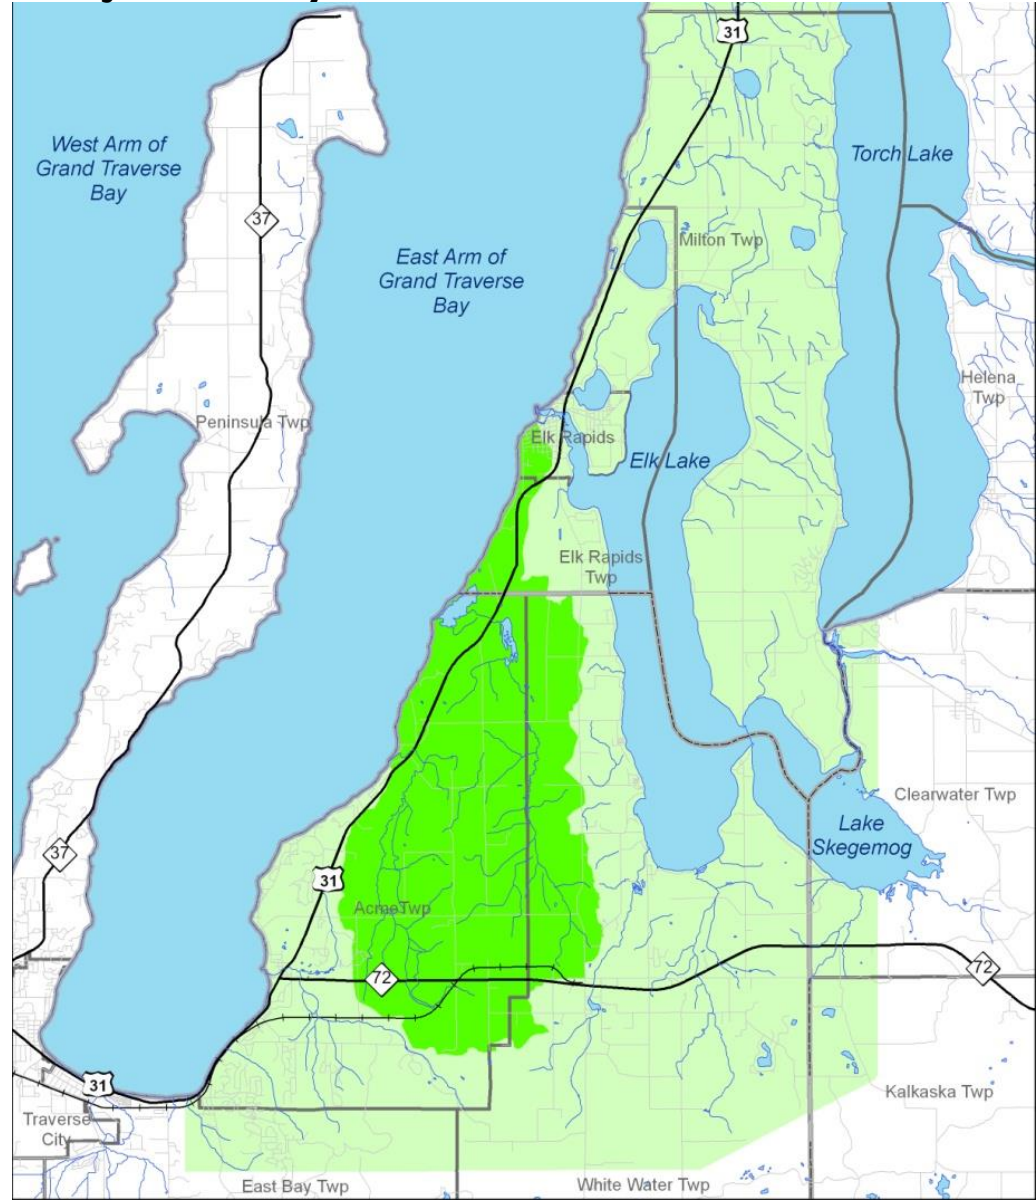 31
West Arm of
Grand Traverse
Bay
Torch Lake
37
Milton Twp
East Arm of
Grand Traverse
Bay
Helena
Twp
Peninsula Twp
Elk Rapids
Elk Lake
Elk Rapids
Twp
Clearwater Twp
Lake
Skegemog
37
31
AcmeTwp
72
72
31
Kalkaska Twp
Traverse
City
East Bay Twp
White Water Twp